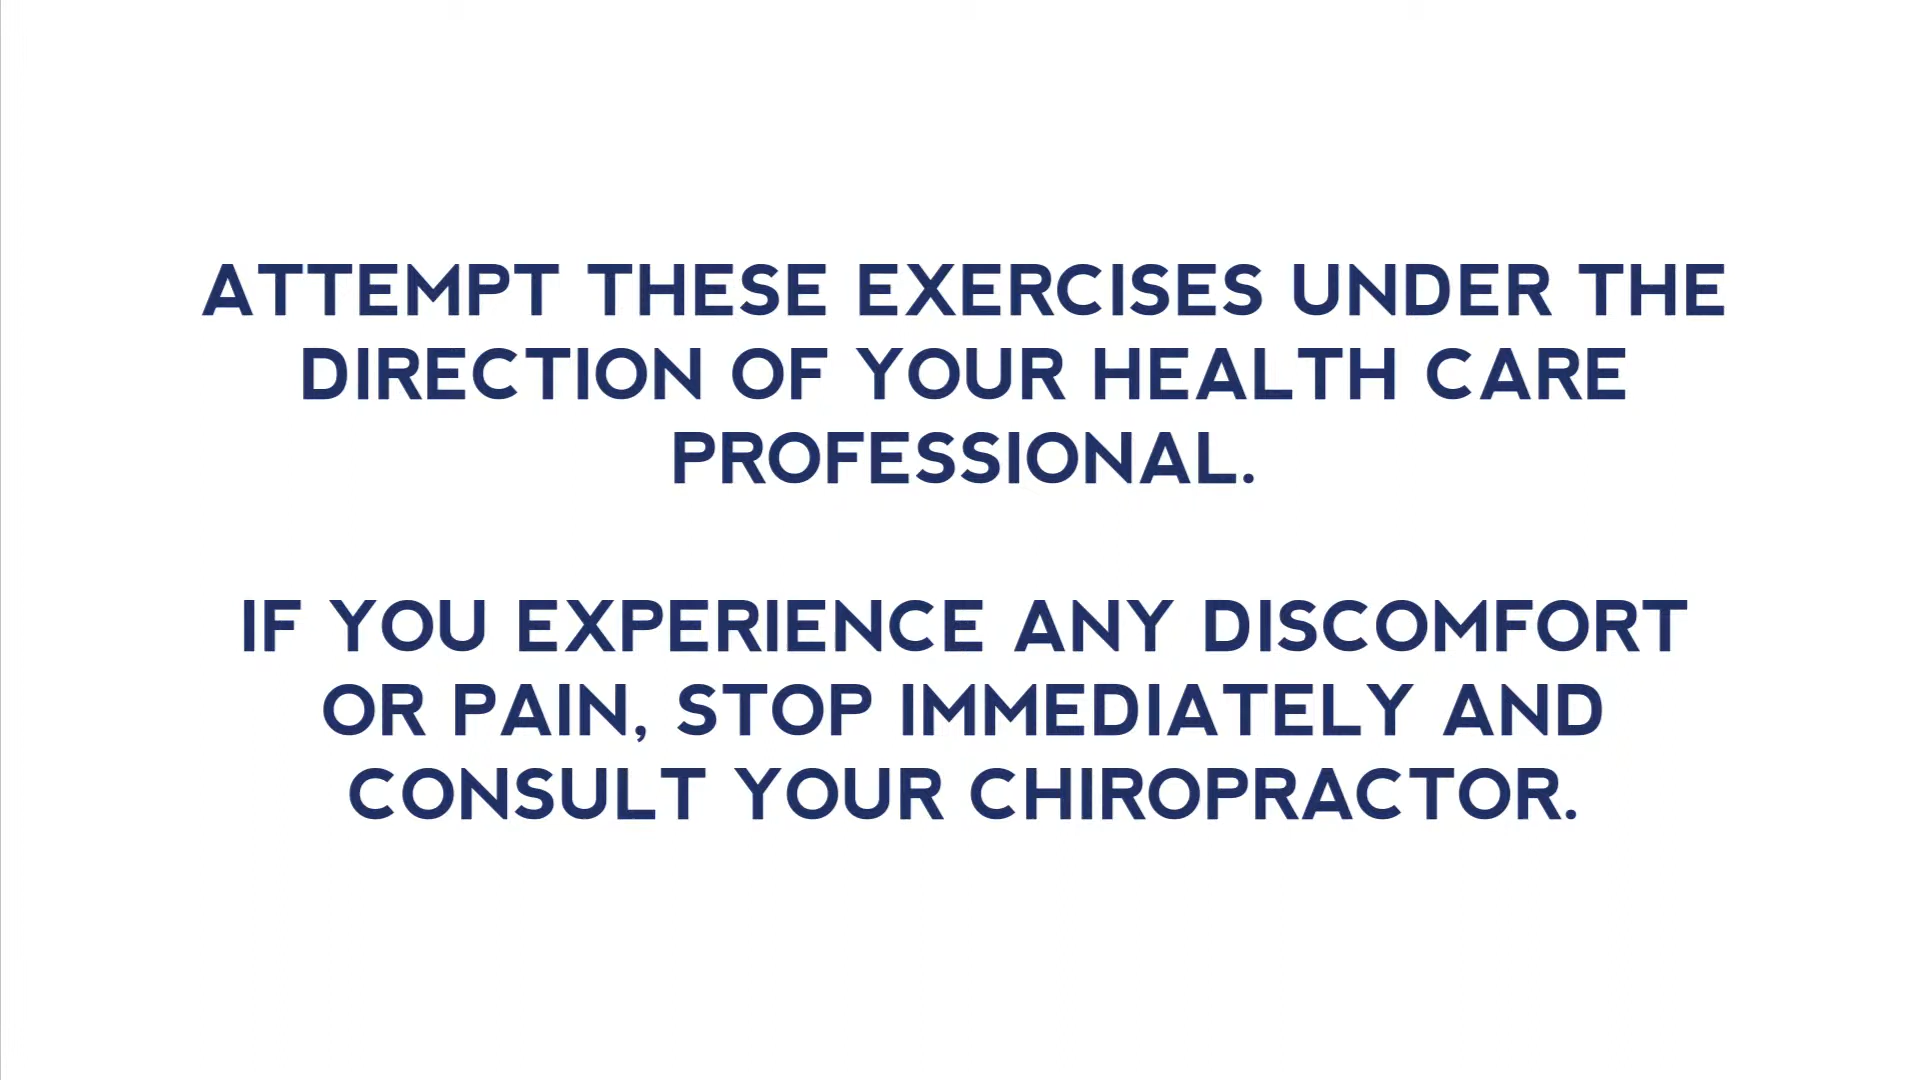 ATTEMPT THESE EXERCISES UNDER THE
DIRECTION OF YOUR HEALTH CARE
PROFESSIONAL.
IF YOU EXPERIENCE ANY DISCOMFORT
OR PAIN, STOP IMMEDIATELY AND
CONSULT YOUR CHIROPRACTOR.